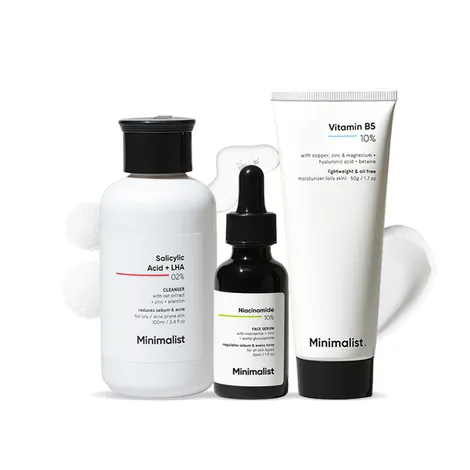 Salicylic
Acid + LHA
02%
CLEANSER
with oat extract
+ zinc + allantoin
reduces sebum & acne
for oily / acne prone skin
100ml / 3.4 fl oz
Minimalist
Niacinamide
10%
FACE SERUM
with matmarine + zinc
+ acetyl glucosamine
regulates sebum & evens tone
for all skin types
30ml / 1 fl oz
Minimalist
Vitamin B5
10%
with copper, zinc & magnesium +
hyaluronic acid + betaine
lightweight & oil free
moisturizer (oily skin) · 50g / 1.7 oz
Minimalist.